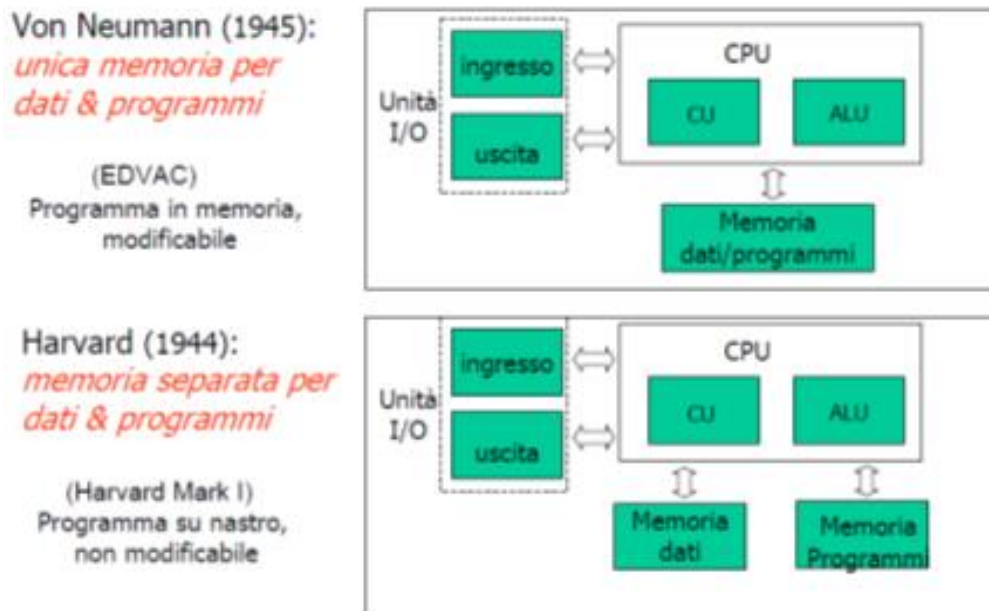 Von Neumann (1945):
unica memoria per
dati & programmi
(EDVAC)
Programma in memoria,
modificabile
Unità
I/O
ingresso
uscita
CPU
CU
ALU
Memoria
dati/programmi
Harvard (1944):
memoria separata per
dati & programmi
(Harvard Mark I)
Programma su nastro,
non modificabile
Unità
I/O
ingresso
uscita
CPU
CU
ALU
Memoria
dati
Memoria
Programmi